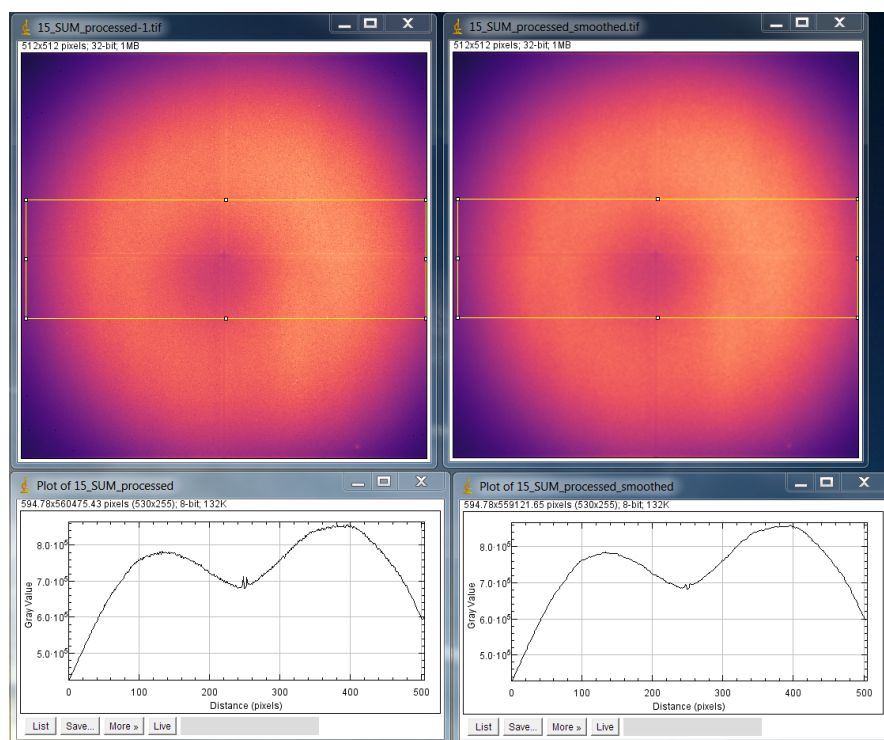 15_SUM_processed-1.tif
512x512 pixels; 32-bit; 1MB
15_SUM_processed_smoothed.tif
512x512 pixels; 32-bit; 1MB
Plot of 15_SUM_processed
594.78x560475.43 pixels (530x255); 8-bit; 132K
8.0·10⁵
7.0·10⁵
6.0·10⁵
5.0·10⁵
Gray Value
0 100 200 300 400 500
Distance (pixels)
List Save... More » Live
Plot of 15_SUM_processed_smoothed
594.78x559121.65 pixels (530x255); 8-bit; 132K
8.0·10⁵
7.0·10⁵
6.0·10⁵
5.0·10⁵
Gray Value
0 100 200 300 400 500
Distance (pixels)
List Save... More » Live